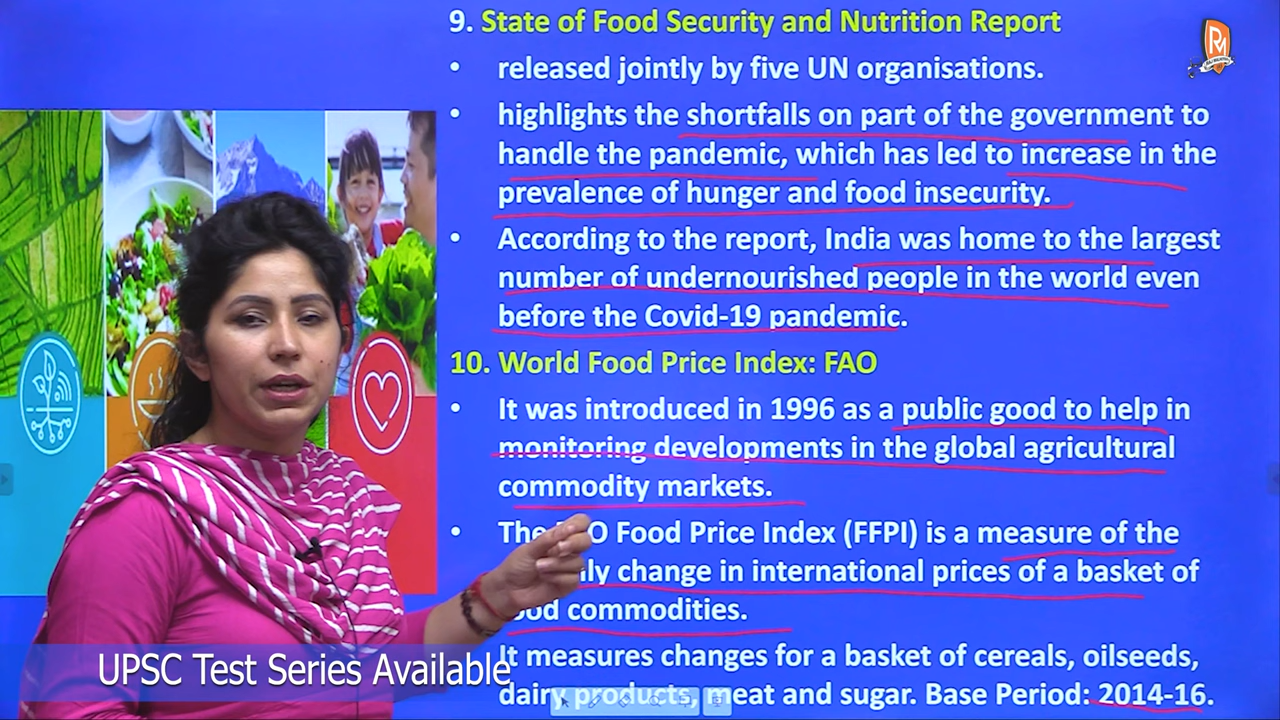 9. State of Food Security and Nutrition Report
• released jointly by five UN organisations.
• highlights the shortfalls on part of the government to
handle the pandemic, which has led to increase in the
prevalence of hunger and food insecurity.
• According to the report, India was home to the largest
number of undernourished people in the world even
before the Covid-19 pandemic.
10. World Food Price Index: FAO
• It was introduced in 1996 as a public good to help in
monitoring developments in the global agricultural
commodity markets.
• The Food Price Index (FFPI) is a measure of the
change in international prices of a basket of
commodities.
It measures changes for a basket of cereals, oilseeds,
dairy products, meat and sugar. Base Period: 2014-16.
UPSC Test Series Available